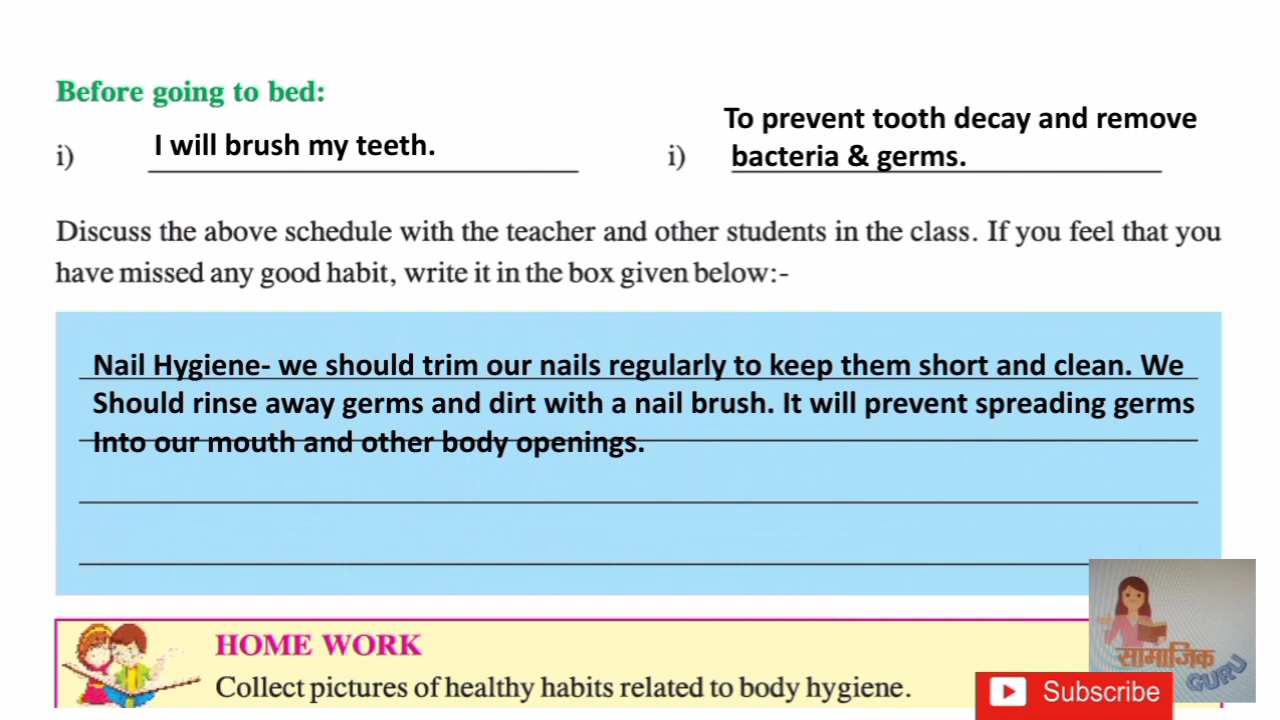 Before going to bed:
i) I will brush my teeth.
i) To prevent tooth decay and remove
bacteria & germs.
Discuss the above schedule with the teacher and other students in the class. If you feel that you
have missed any good habit, write it in the box given below:-
Nail Hygiene- we should trim our nails regularly to keep them short and clean. We
Should rinse away germs and dirt with a nail brush. It will prevent spreading germs
Into our mouth and other body openings.
HOME WORK
Collect pictures of healthy habits related to body hygiene.
सामाजिक
GURU
Subscribe